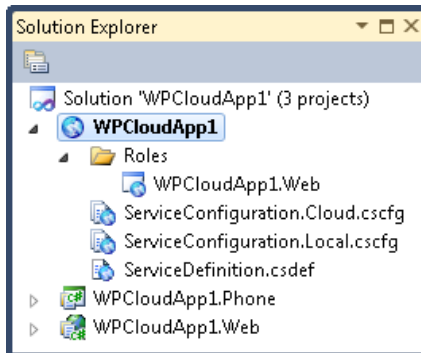 Solution Explorer
Solution 'WPCloudApp1' (3 projects)
WPCloudApp1
Roles
WPCloudApp1.Web
ServiceConfiguration.Cloud.cscfg
ServiceConfiguration.Local.cscfg
ServiceDefinition.csdef
WPCloudApp1.Phone
WPCloudApp1.Web